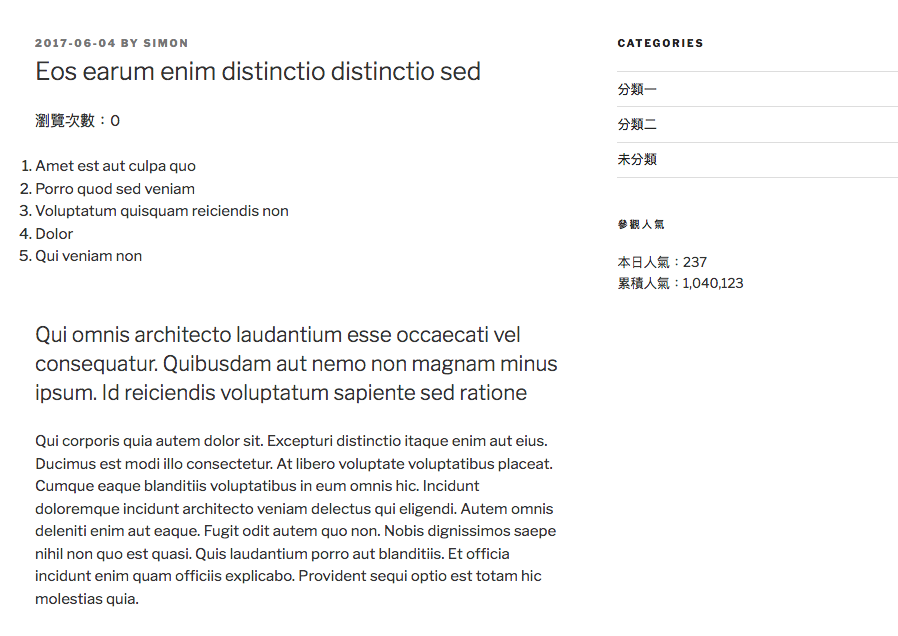 2017-06-04 BY SIMON
Eos earum enim distinctio distinctio sed
瀏覽次數：0
1. Amet est aut culpa quo
2. Porro quod sed veniam
3. Voluptatum quisquam reiciendis non
4. Dolor
5. Qui veniam non
Qui omnis architecto laudantium esse occaecati vel
consequatur. Quibusdam aut nemo non magnam minus
ipsum. Id reiciendis voluptatum sapiente sed ratione
Qui corporis quia autem dolor sit. Excepturi distinctio itaque enim aut eius.
Ducimus est modi illo consectetur. At libero voluptate voluptatibus placeat.
Cumque eaque blanditiis voluptatibus in eum omnis hic. Incidunt
doloremque incidunt architecto veniam delectus qui eligendi. Autem omnis
deleniti enim aut eaque. Fugit odit autem quo non. Nobis dignissimos saepe
nihil non quo est quasi. Quis laudantium porro aut blanditiis. Et officia
incidunt enim quam officiis explicabo. Provident sequi optio est totam hic
molestias quia.
CATEGORIES
分類一
分類二
未分類
參觀人氣
本日人氣：237
累積人氣：1,040,123